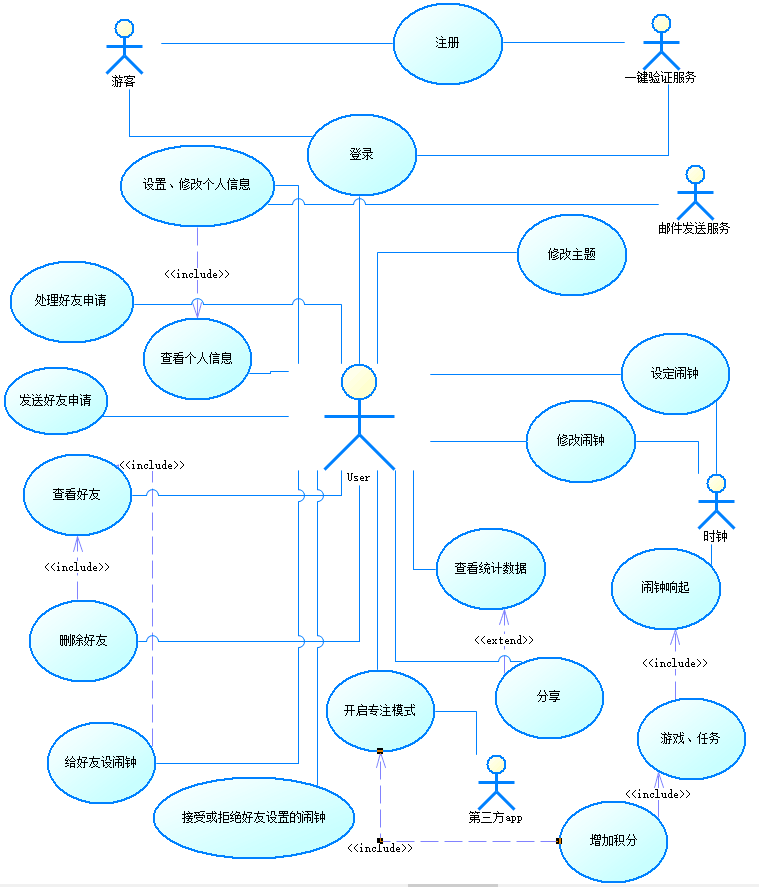 注册
游客
一键验证服务
登录
设置、修改个人信息
邮件发送服务
修改主题
<<include>>
处理好友申请
查看个人信息
设定闹钟
发送好友申请
修改闹钟
<<include>>
User
查看好友
时钟
<<include>>
查看统计数据
闹钟响起
删除好友
<<extend>>
<<include>>
分享
开启专注模式
游戏、任务
给好友设闹钟
<<include>>
接受或拒绝好友设置的闹钟
第三方app
增加积分
<<include>>